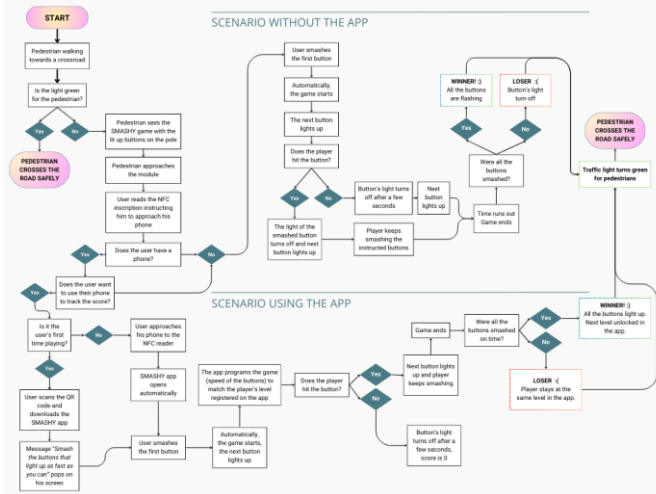 START
Pedestrian walking
towards a crossroad
Is the light green
for the pedestrian?
Yes
No
PEDESTRIAN
CROSSES THE
ROAD SAFELY
Pedestrian sees the
SMASHY game with the
lit up buttons on the pole
Pedestrian approaches
the module
User reads the NFC
inscription instructing
him to approach his
phone
Does the user have a
phone?
Yes
No
Does the user want
to use their phone
to track the score?
Yes
SCENARIO WITHOUT THE APP
User smashes
the first button
Automatically,
the game starts
The next button
lights up
Does the player
hit the button?
Yes
No
Button's light turns
off after a few
seconds
Next
button
lights up
The light of the
smashed button
turns off and next
button lights up
Player keeps
smashing the
instructed buttons
Time runs out
Game ends
Were all the
buttons
smashed?
Yes
No
WINNER! :)
All the buttons
are flashing
LOSER :(
Button's light
turn off
Traffic light turns green
for pedestrians
PEDESTRIAN
CROSSES THE
ROAD SAFELY
SCENARIO USING THE APP
Is it the
user's first
time playing?
No
Yes
User approaches
his phone to the
NFC reader
SMASHY app
opens
automatically
User scans the QR
code and
downloads the
SMASHY app
Message "Smash
the buttons that
light up as fast as
you can" pops on
his screen
User smashes
the first button
Automatically,
the game starts,
the next button
lights up
The app programs the game
(speed of the buttons) to
match the player's level
registered on the app
Does the player
hit the button?
Yes
No
Next button lights
up and player
keeps smashing
Button's light
turns off after a
few seconds,
score is 0
Game ends
Were all the
buttons smashed
on time?
Yes
No
WINNER! :)
All the buttons light up.
Next level unlocked in
the app.
LOSER :(
Player stays at the
same level in the app.